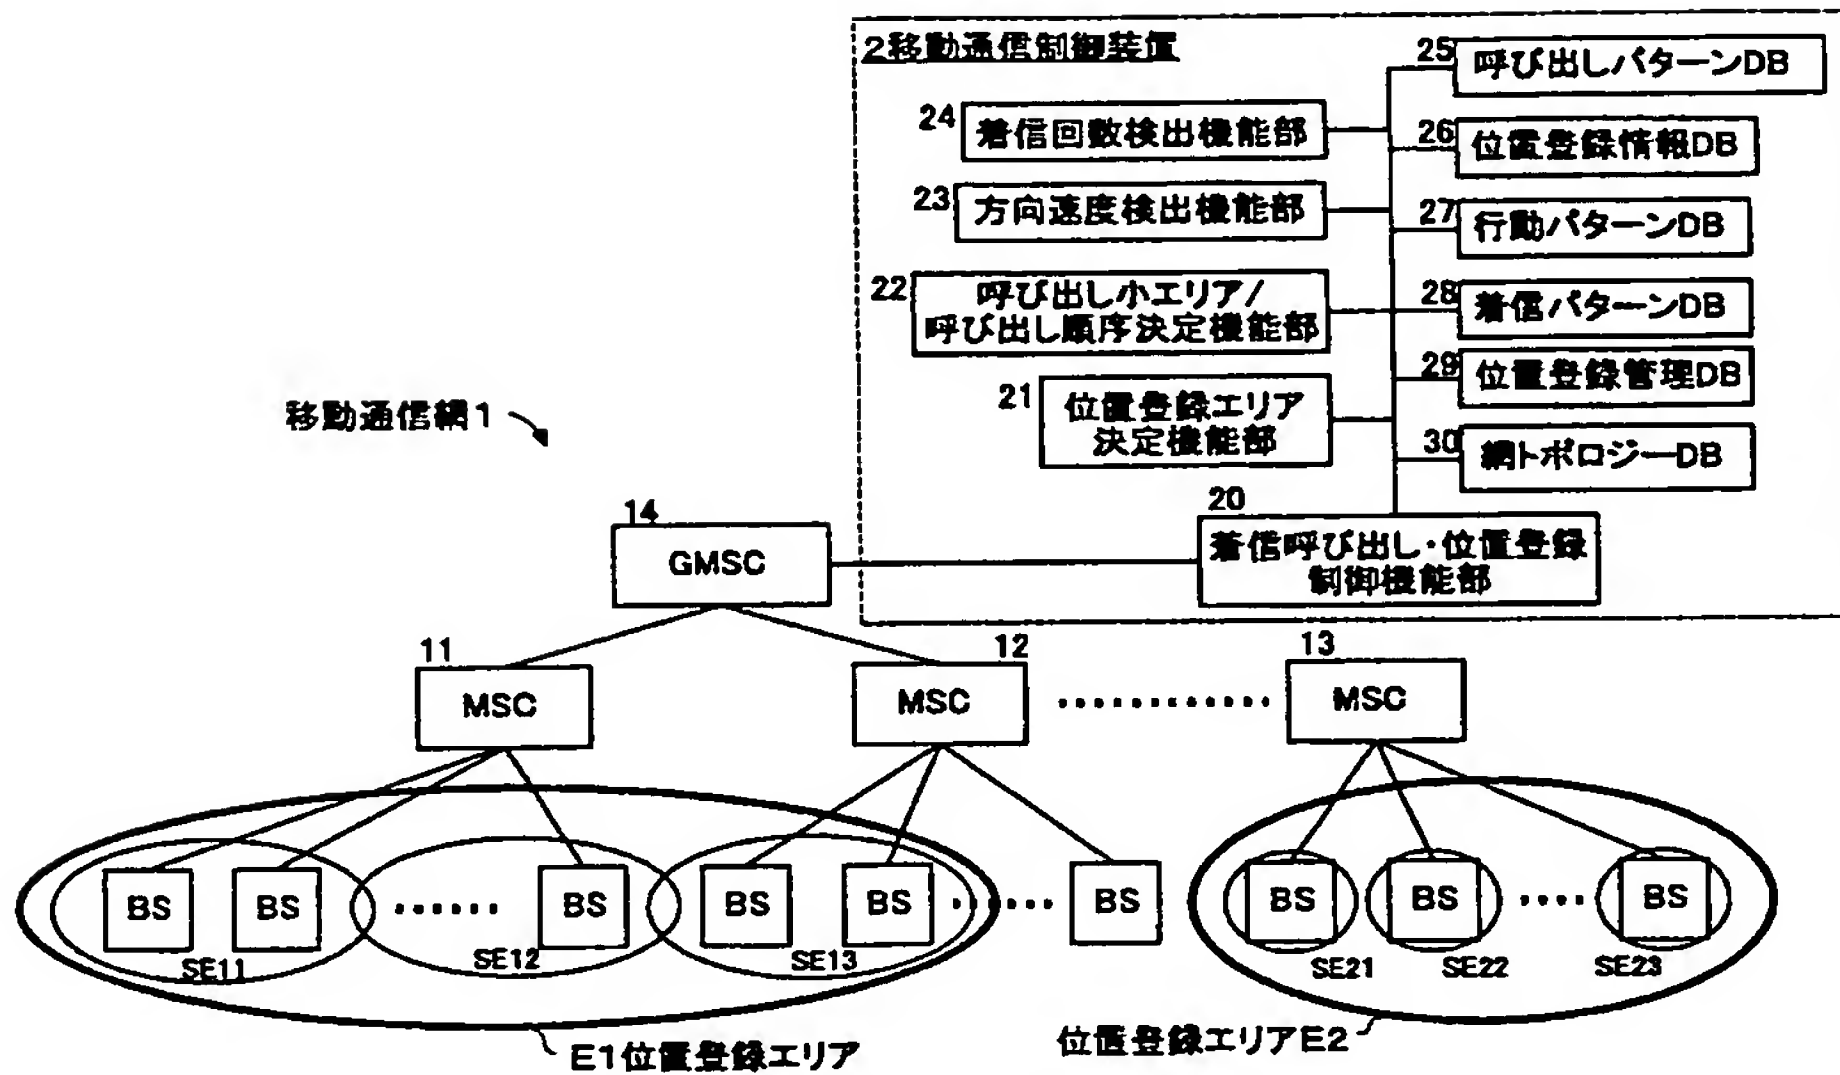 2移動通信制御装置
25
呼び出しパターンDB
24
着信回数検出機能部
26
位置登録情報DB
23
方向速度検出機能部
27
行動パターンDB
22
呼び出し小エリア/
呼び出し順序決定機能部
28
着信パターンDB
29
位置登録管理DB
21
位置登録エリア
決定機能部
30
網トポロジーDB
移動通信網1
20
着信呼び出し・位置登録
制御機能部
14
GMSC
11
MSC
12
MSC
13
MSC
BS
BS
BS
BS
BS
BS
BS
BS
BS
SE11
SE12
SE13
SE21
SE22
SE23
E1位置登録エリア
位置登録エリアE2